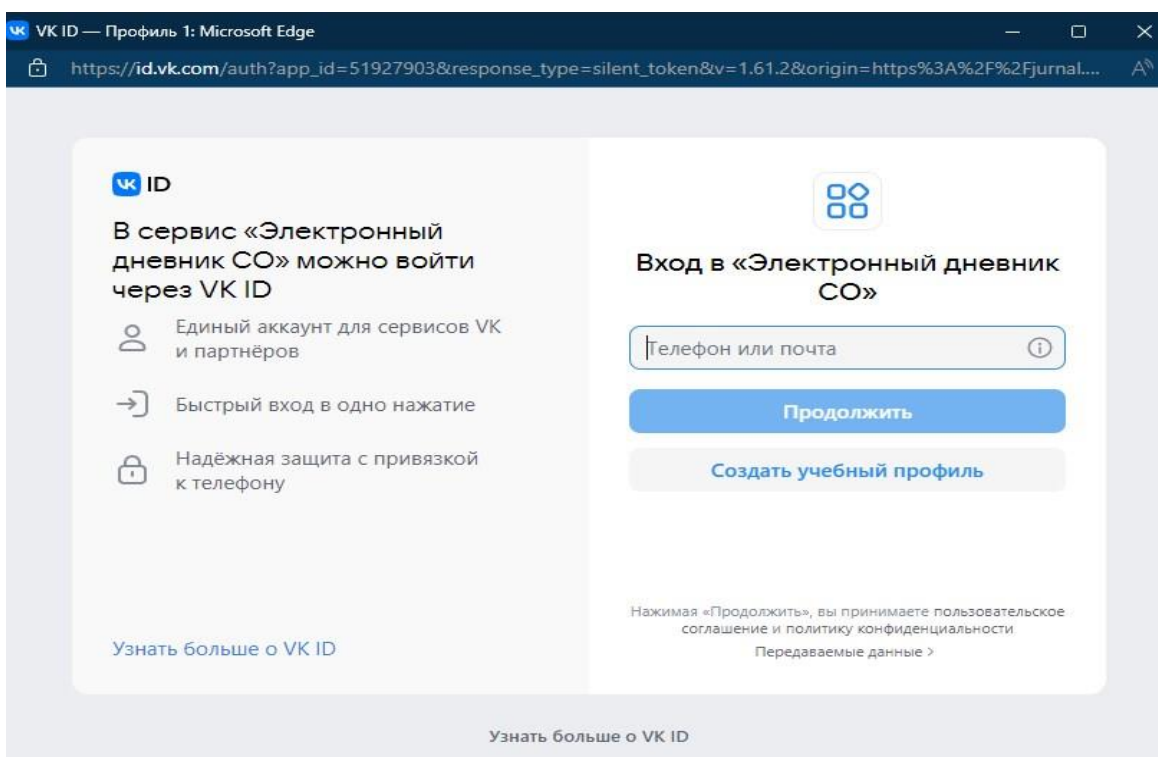 VK ID — Профиль 1: Microsoft Edge
https://id.vk.com/auth?app_id=51927903&response_type=silent_token&v=1.61.2&origin=https%3A%2F%2Fjurnal....
VK ID
В сервис «Электронный
дневник СО» можно войти
через VK ID
Единый аккаунт для сервисов VK
и партнёров
Быстрый вход в одно нажатие
Надёжная защита с привязкой
к телефону
Узнать больше о VK ID
Вход в «Электронный дневник
СО»
Телефон или почта
Продолжить
Создать учебный профиль
Нажимая «Продолжить», вы принимаете пользовательское
соглашение и политику конфиденциальности
Передаваемые данные >
Узнать больше о VK ID